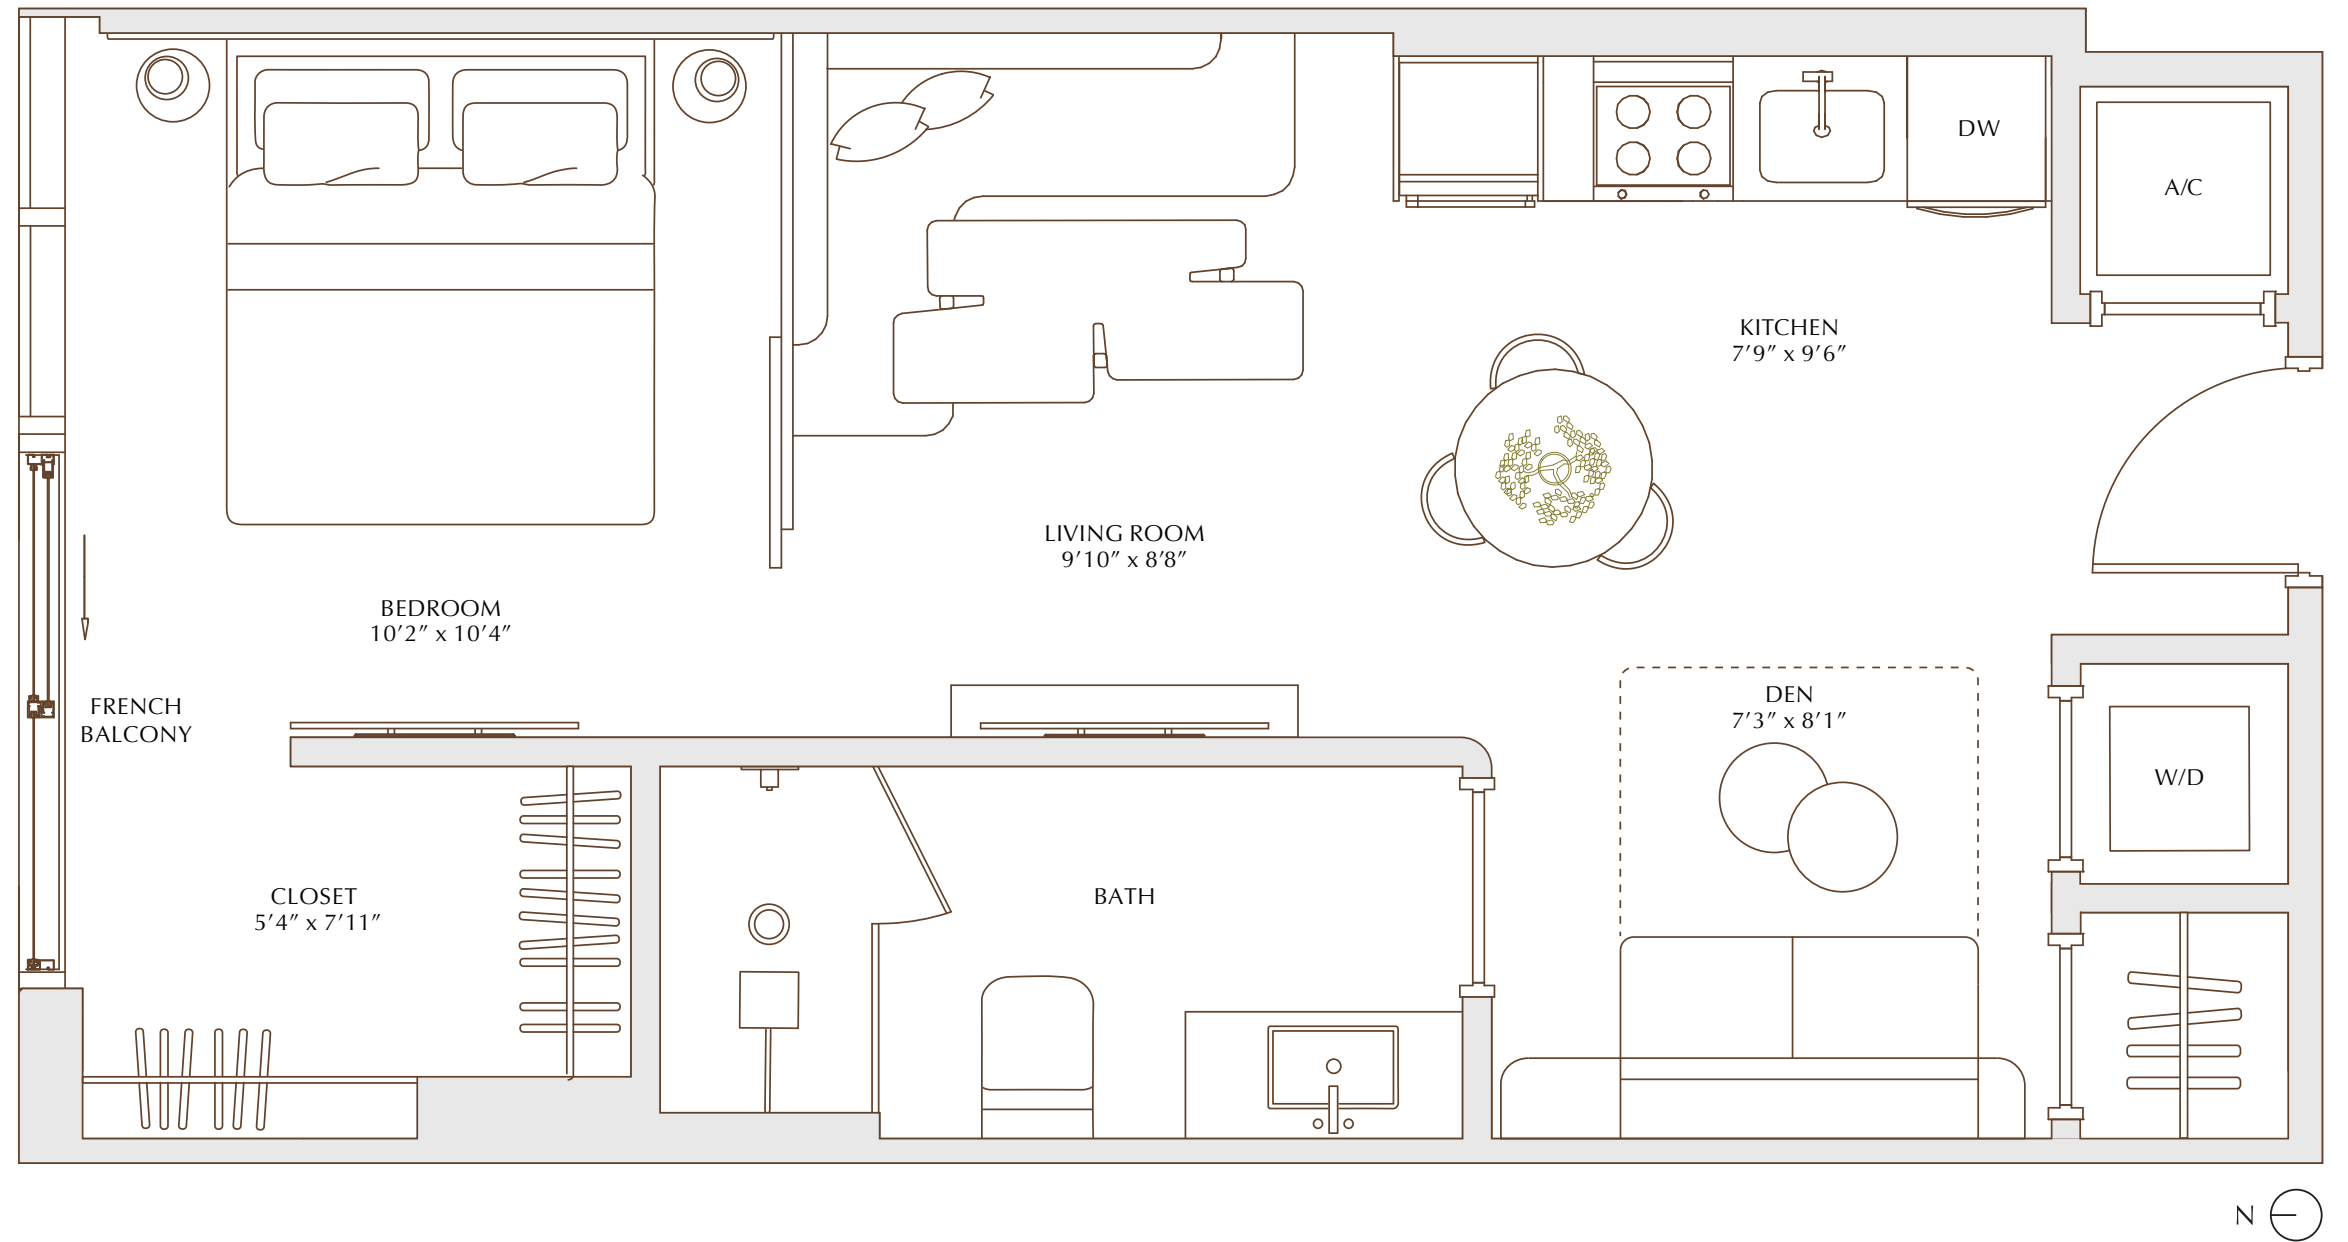 DW
A/C
KITCHEN
7’9” x 9’6”
LIVING ROOM
9’10” x 8’8”
BEDROOM
10’2” x 10’4”
FRENCH
BALCONY
DEN
7’3” x 8’1”
W/D
CLOSET
5’4” x 7’11”
BATH
N